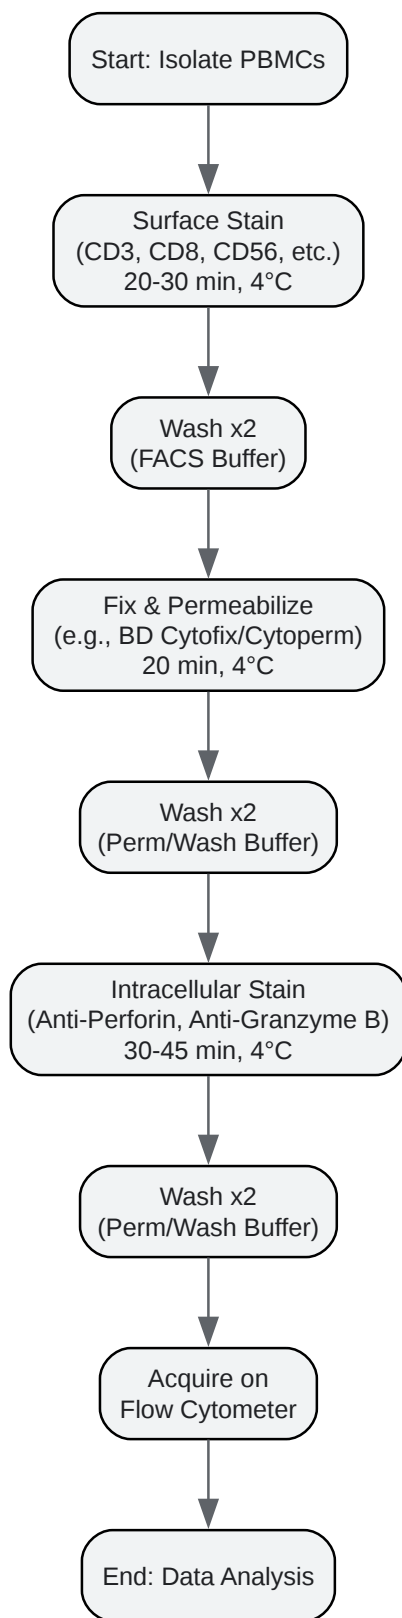 Start: Isolate PBMCs
Surface Stain
(CD3, CD8, CD56, etc.)
20-30 min, 4°C
Wash x2
(FACS Buffer)
Fix & Permeabilize
(e.g., BD Cytofix/Cytoperm)
20 min, 4°C
Wash x2
(Perm/Wash Buffer)
Intracellular Stain
(Anti-Perforin, Anti-Granzyme B)
30-45 min, 4°C
Wash x2
(Perm/Wash Buffer)
Acquire on
Flow Cytometer
End: Data Analysis